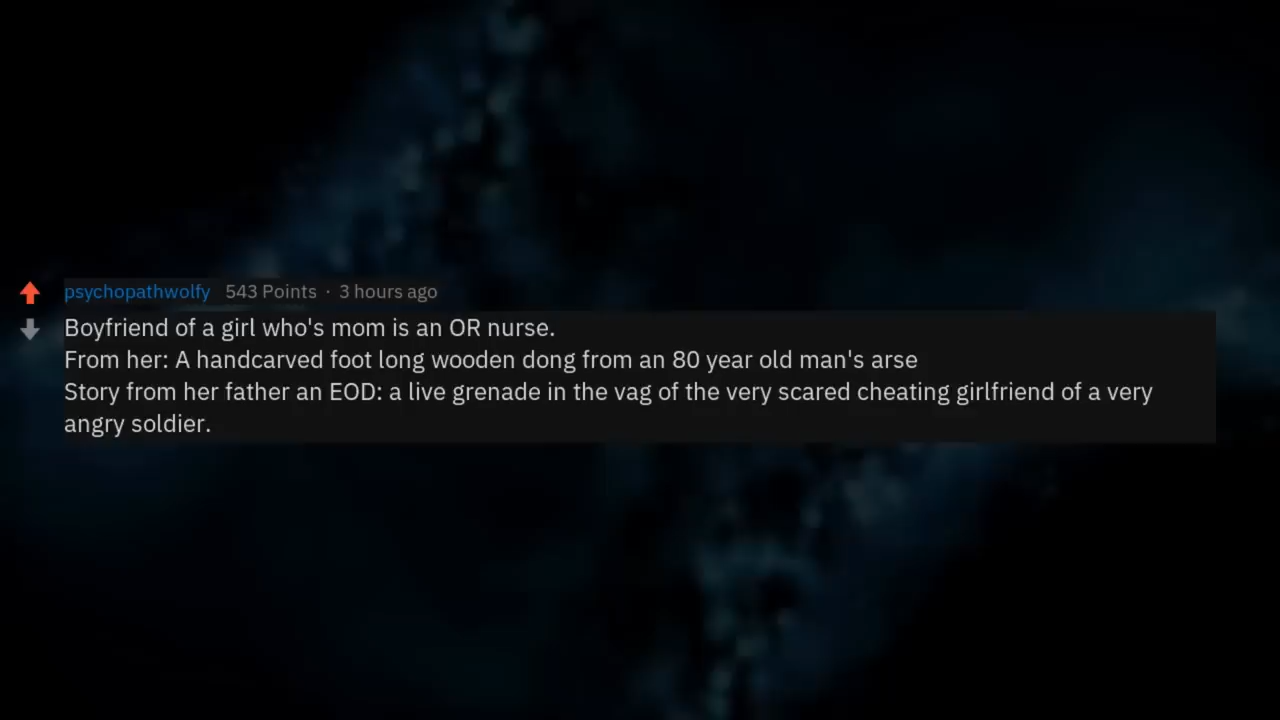 psychopathwolfy 543 Points · 3 hours ago
Boyfriend of a girl who's mom is an OR nurse.
From her: A handcarved foot long wooden dong from an 80 year old man's arse
Story from her father an EOD: a live grenade in the vag of the very scared cheating girlfriend of a very
angry soldier.